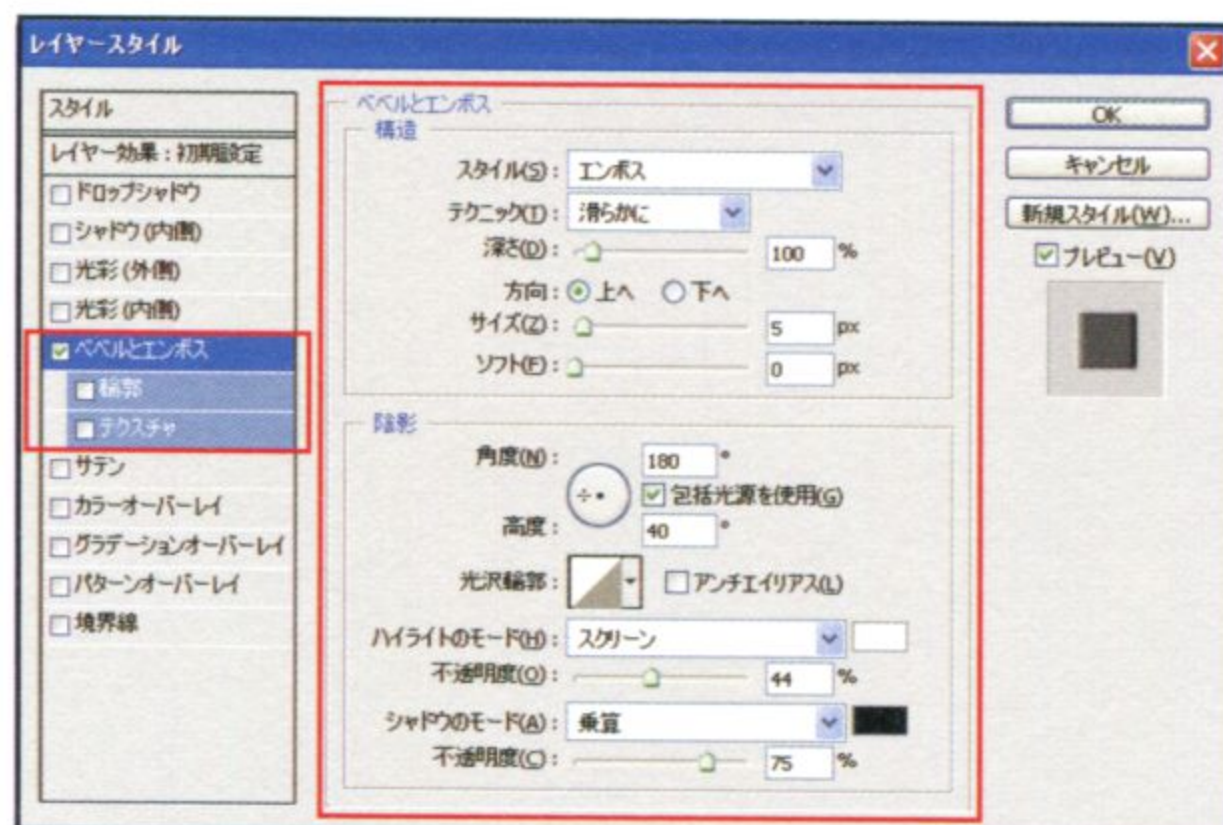 レイヤースタイル
スタイル
レイヤー効果：初期設定
ドロップシャドウ
シャドウ(内側)
光彩(外側)
光彩(内側)
ベベルとエンボス
輪郭
テクスチャ
サテン
カラーオーバーレイ
グラデーションオーバーレイ
パターンオーバーレイ
境界線
ベベルとエンボス
構造
スタイル(S)： エンボス
テクニック(T)： 滑らかに
深さ(D)： 100 %
方向： 上へ 下へ
サイズ(Z)： 5 px
ソフト(F)： 0 px
陰影
角度(N)： 180 °
包括光源を使用(G)
高度： 40 °
光沢輪郭： アンチエイリアス(L)
ハイライトのモード(H)： スクリーン
不透明度(O)： 44 %
シャドウのモード(A)： 乗算
不透明度(C)： 75 %
OK
キャンセル
新規スタイル(W)...
プレビュー(V)